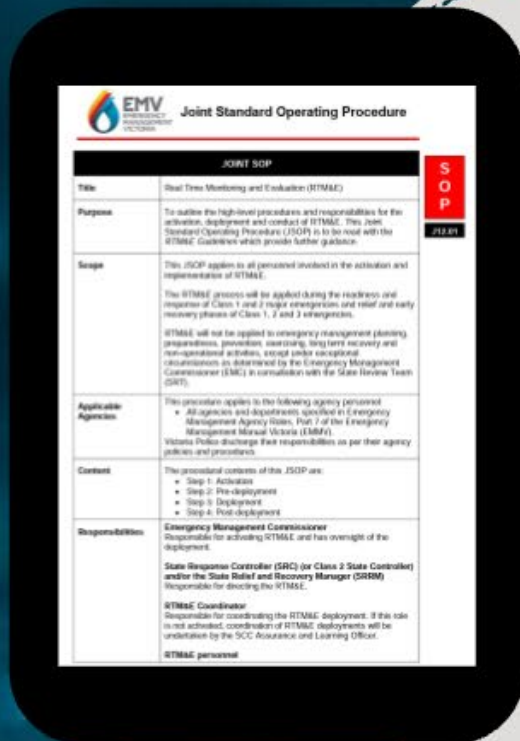 EMV
EMERGENCY
MANAGEMENT
VICTORIA
Joint Standard Operating Procedure
JOINT SOP
S
O
P
J12.01
Title
Real Time Monitoring and Evaluation (RTM&E)
Purpose
To outline the high-level procedures and responsibilities for the
activation, deployment and conduct of RTM&E. This Joint
Standard Operating Procedure (JSOP) is to be read with the
RTM&E Guidelines which provide further guidance.
Scope
This JSOP applies to all personnel involved in the activation and
implementation of RTM&E.
The RTM&E process will be applied during the readiness and
response of Class 1 and 2 major emergencies and relief and early
recovery phases of Class 1, 2 and 3 emergencies.
RTM&E will not be applied to emergency management planning,
preparedness, prevention, exercising, long term recovery and
non-operational activities, except under exceptional
circumstances as determined by the Emergency Management
Commissioner (EMC) in consultation with the State Review Team
(SRT).
Applicable
Agencies
This procedure applies to the following agency personnel
• All agencies and departments specified in Emergency
Management Agency Roles, Part 7 of the Emergency
Management Manual Victoria (EMMV).
Victoria Police discharge their responsibilities as per their agency
policies and procedures.
Content
The procedural contents of this JSOP are:
• Step 1: Activation
• Step 2: Pre-deployment
• Step 3: Deployment
• Step 4: Post-deployment
Responsibilities
Emergency Management Commissioner
Responsible for activating RTM&E and has oversight of the
deployment.
State Response Controller (SRC) (or Class 2 State Controller)
and/or the State Relief and Recovery Manager (SRRM)
Responsible for directing the RTM&E.
RTM&E Coordinator
Responsible for coordinating the RTM&E deployment. If this role
is not activated, coordination of RTM&E deployments will be
undertaken by the SCC Assurance and Learning Officer.
RTM&E personnel